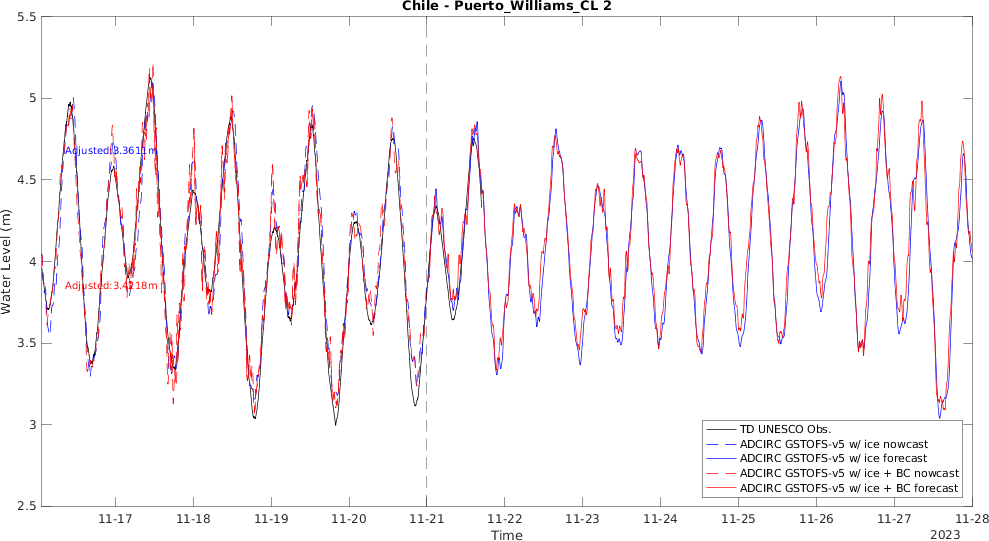 Chile - Puerto_Williams_CL 2
5.5
5
4.5
4
3.5
3
2.5
Water Level (m)
Adjusted:3.3611m
Adjusted:3.4218m
TD UNESCO Obs.
ADCIRC GSTOFS-v5 w/ ice nowcast
ADCIRC GSTOFS-v5 w/ ice forecast
ADCIRC GSTOFS-v5 w/ ice + BC nowcast
ADCIRC GSTOFS-v5 w/ ice + BC forecast
11-17 11-18 11-19 11-20 11-21 11-22 11-23 11-24 11-25 11-26 11-27 11-28
Time
2023